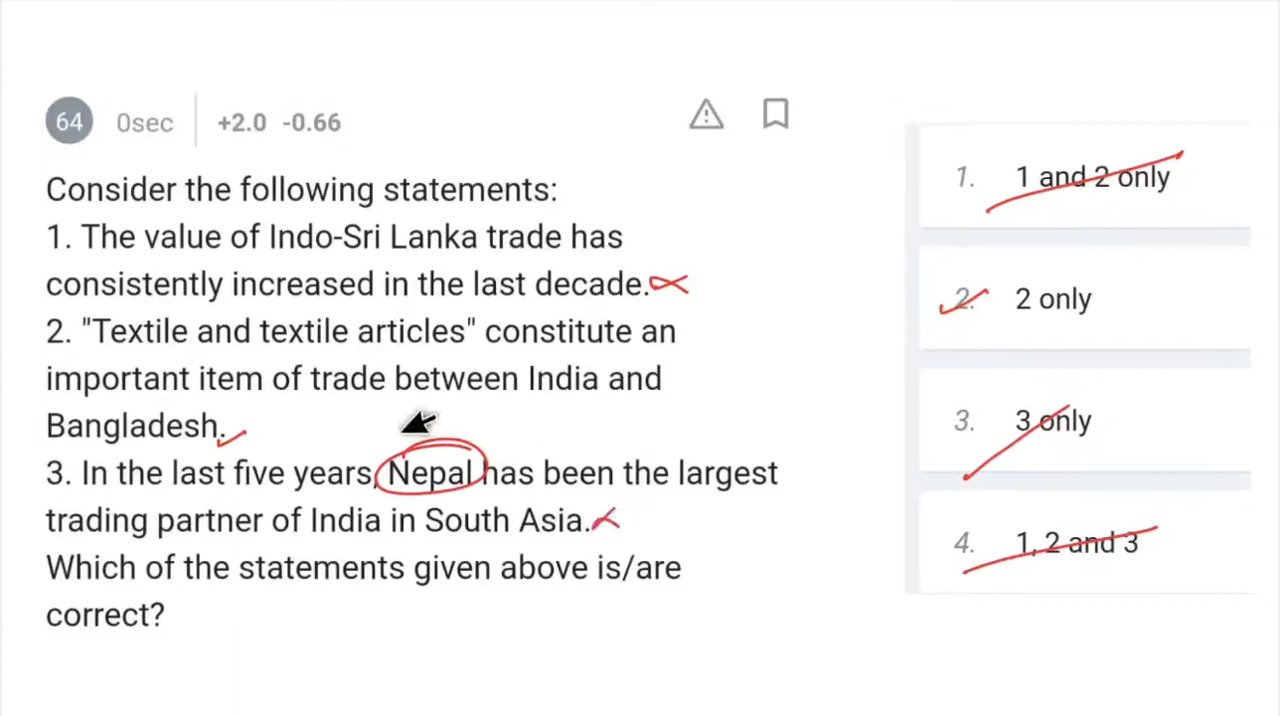 64 0sec +2.0 -0.66
Consider the following statements:
1. The value of Indo-Sri Lanka trade has
consistently increased in the last decade.
2. "Textile and textile articles" constitute an
important item of trade between India and
Bangladesh.
3. In the last five years, Nepal has been the largest
trading partner of India in South Asia.
Which of the statements given above is/are
correct?
1. 1 and 2 only
2. 2 only
3. 3 only
4. 1, 2 and 3